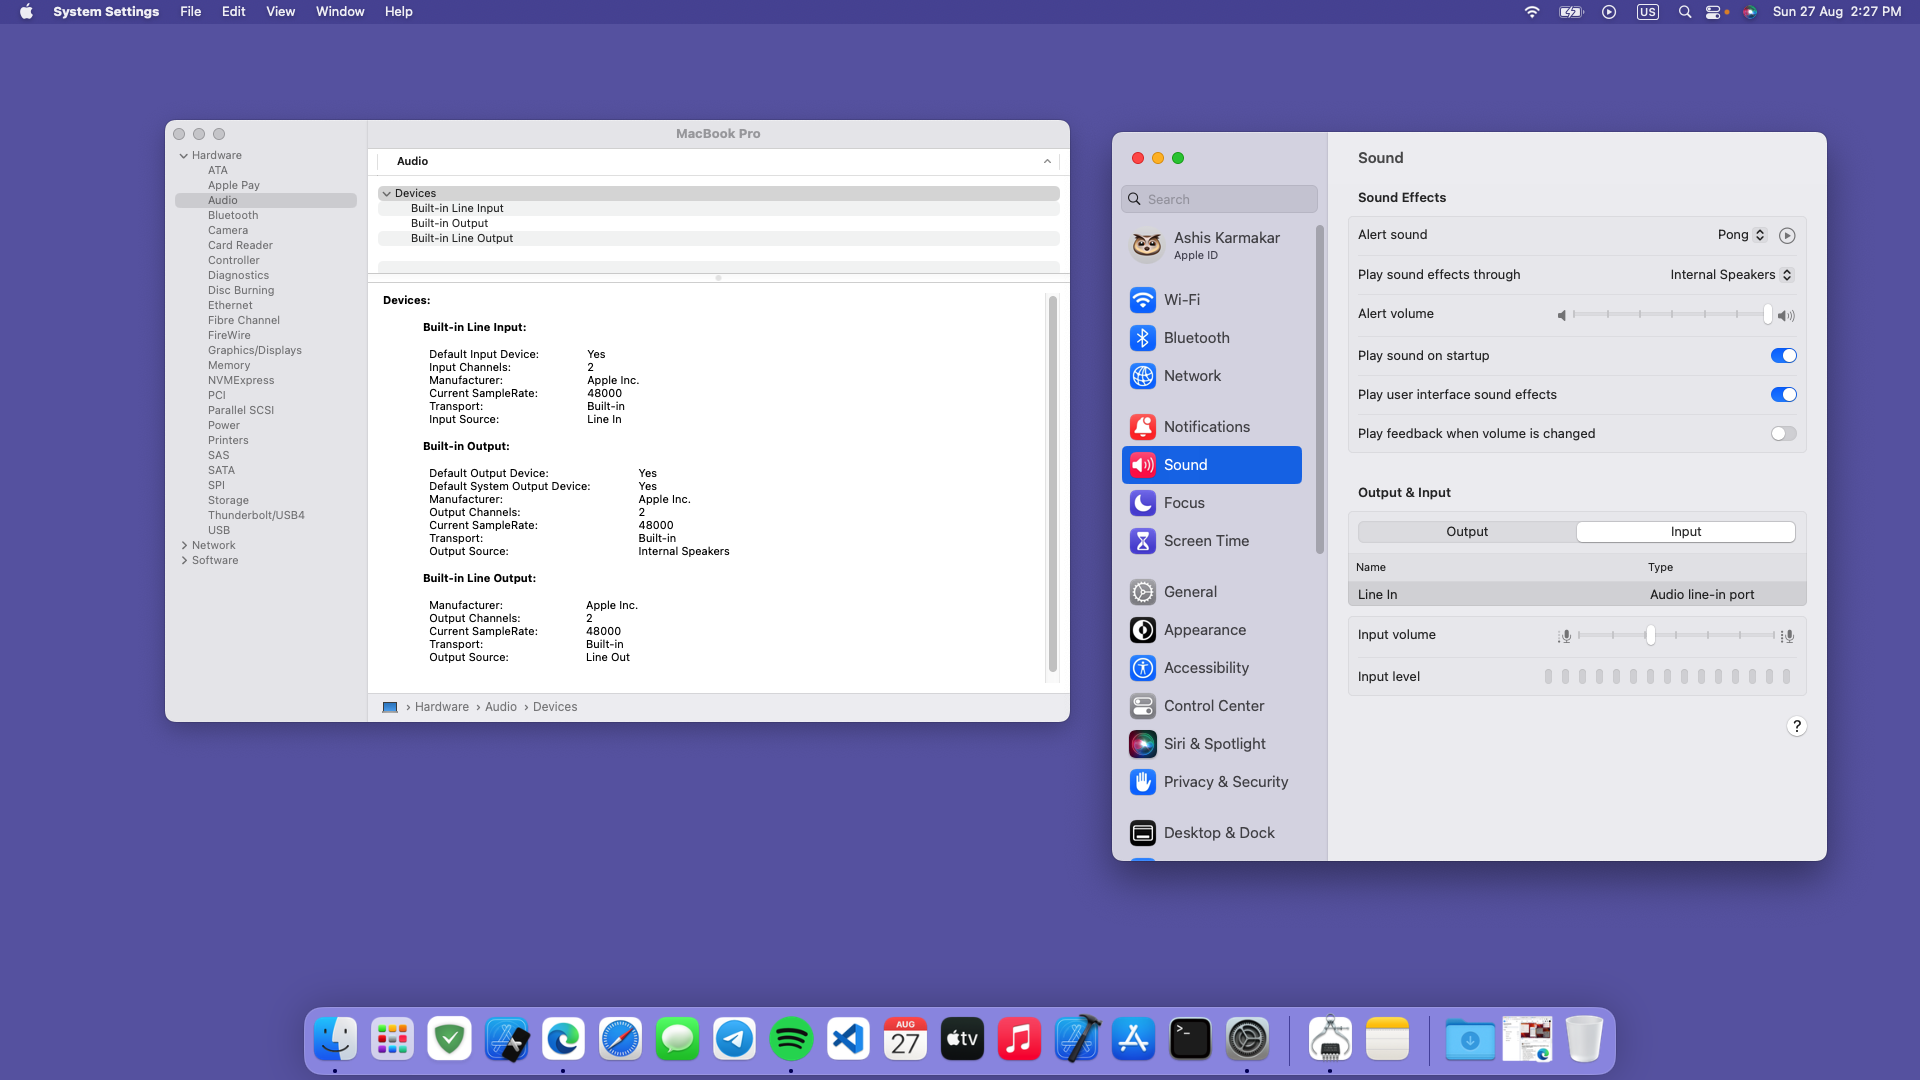 System Settings File Edit View Window Help
US
Sun 27 Aug 2:27 PM
MacBook Pro
Hardware
ATA
Apple Pay
Audio
Bluetooth
Camera
Card Reader
Controller
Diagnostics
Disc Burning
Ethernet
Fibre Channel
FireWire
Graphics/Displays
Memory
NVMExpress
PCI
Parallel SCSI
Power
Printers
SAS
SATA
SPI
Storage
Thunderbolt/USB4
USB
Network
Software
Audio
Devices
Built-in Line Input
Built-in Output
Built-in Line Output
Devices:
Built-in Line Input:
Default Input Device: Yes
Input Channels: 2
Manufacturer: Apple Inc.
Current SampleRate: 48000
Transport: Built-in
Input Source: Line In
Built-in Output:
Default Output Device: Yes
Default System Output Device: Yes
Manufacturer: Apple Inc.
Output Channels: 2
Current SampleRate: 48000
Transport: Built-in
Output Source: Internal Speakers
Built-in Line Output:
Manufacturer: Apple Inc.
Output Channels: 2
Current SampleRate: 48000
Transport: Built-in
Output Source: Line Out
› Hardware › Audio › Devices
Search
Ashis Karmakar
Apple ID
Wi-Fi
Bluetooth
Network
Notifications
Sound
Focus
Screen Time
General
Appearance
Accessibility
Control Center
Siri & Spotlight
Privacy & Security
Desktop & Dock
Sound
Sound Effects
Alert sound Pong
Play sound effects through Internal Speakers
Alert volume
Play sound on startup
Play user interface sound effects
Play feedback when volume is changed
Output & Input
Output Input
Name Type
Line In Audio line-in port
Input volume
Input level
?
AUG
27
tv
>_